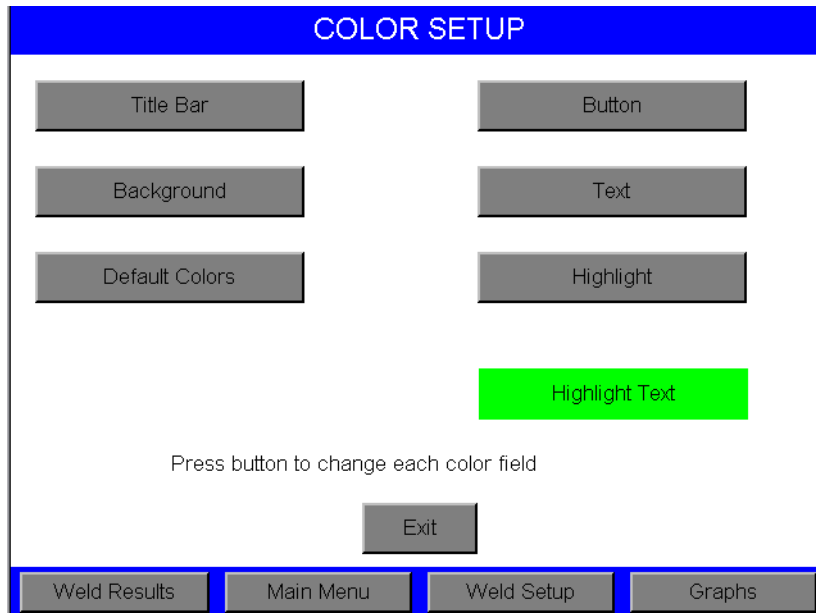 COLOR SETUP
Title Bar
Button
Background
Text
Default Colors
Highlight
Highlight Text
Press button to change each color field
Exit
Weld Results
Main Menu
Weld Setup
Graphs